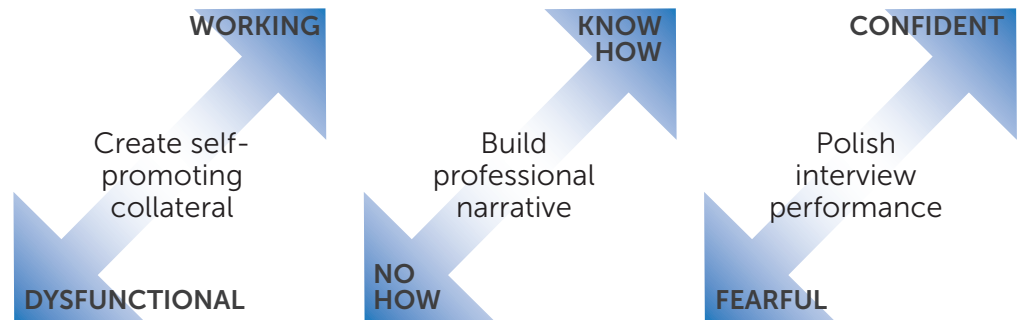 WORKING
Create self-
promoting
collateral
DYSFUNCTIONAL
KNOW
HOW
Build
professional
narrative
NO
HOW
CONFIDENT
Polish
interview
performance
FEARFUL